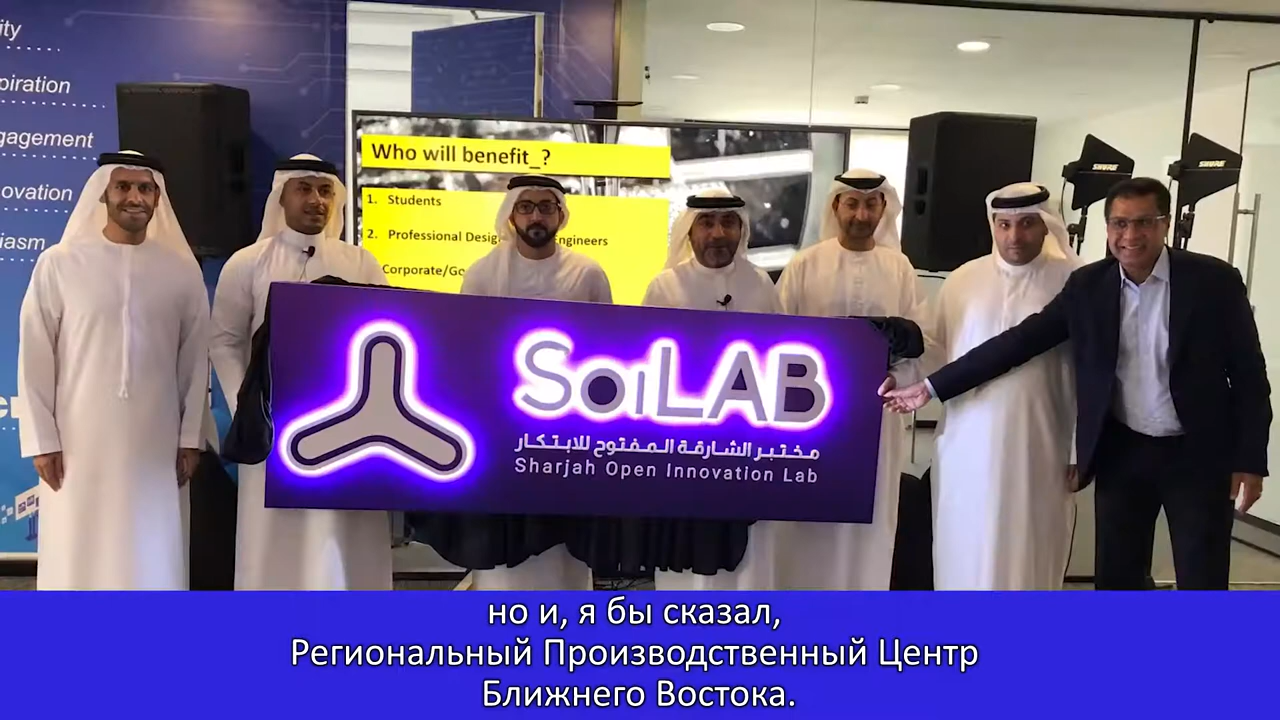 ity
piration
gagement
ovation
iasm
Who will benefit_?
1. Students
2. Professional Desig
Engineers
Corporate/Go
SHURE
SHURE
SoiLAB
مختبر الشارقة المفتوح للابتكار
Sharjah Open Innovation Lab
но и, я бы сказал,
Региональный Производственный Центр
Ближнего Востока.